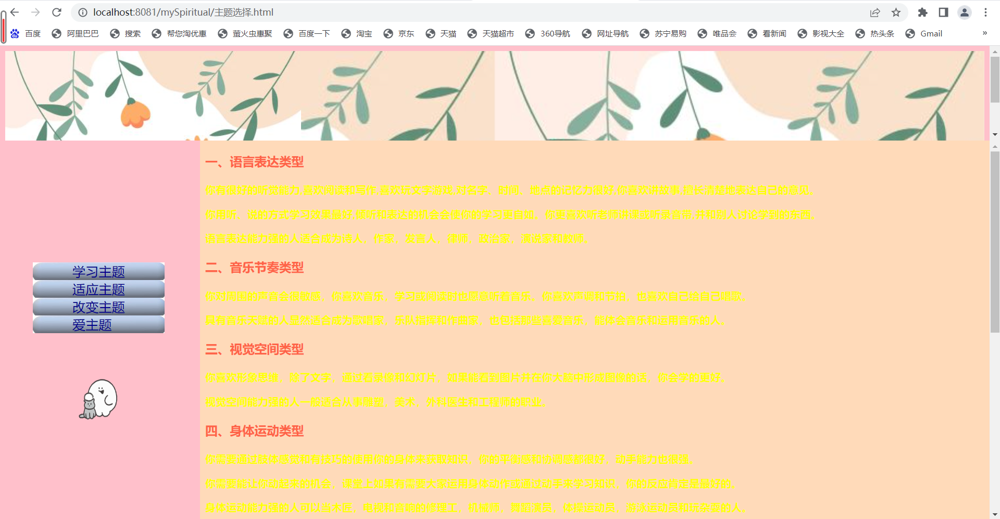 localhost:8081/mySpiritual/主题选择.html
百度 阿里巴巴 搜索 帮您淘优惠 萤火虫惠聚 百度一下 淘宝 京东 天猫 天猫超市 360导航 网址导航 苏宁易购 唯品会 看新闻 影视大全 热头条 Gmail »
学习主题
适应主题
改变主题
爱主题
一、语言表达类型
你有很好的听觉能力,喜欢阅读和写作,喜欢玩文字游戏,对名字、时间、地点的记忆力很好,你喜欢讲故事,擅长清楚地表达自己的意见。
你用听、说的方式学习效果最好,倾听和表达的机会会使你的学习更自如。你更喜欢听老师讲课或听录音带,并和别人讨论学到的东西。
语言表达能力强的人适合成为诗人，作家，发言人，律师，政治家，演说家和教师。
二、音乐节奏类型
你对周围的声音会很敏感，你喜欢音乐，学习或阅读时也愿意听着音乐。你喜欢声调和节拍，也喜欢自己给自己唱歌。
具有音乐天赋的人显然适合成为歌唱家，乐队指挥和作曲家，也包括那些喜爱音乐，能体会音乐和运用音乐的人。
三、视觉空间类型
你喜欢形象思维，除了文字，通过看录像和幻灯片，如果能看到图片并在你大脑中形成图像的话，你会学的更好。
视觉空间能力强的人一般适合从事雕塑，美术，外科医生和工程师的职业。
四、身体运动类型
你需要通过肢体感觉和有技巧的使用你的身体来获取知识，你的平衡感和协调感都很好，动手能力也很强。
你需要能让你动起来的机会，课堂上如果有需要大家运用身体动作或通过动手来学习知识，你的反应肯定是最好的。
身体运动能力强的人可以当木匠，电视和音响的修理工，机械师，舞蹈演员，体操运动员，游泳运动员和玩杂耍的人。